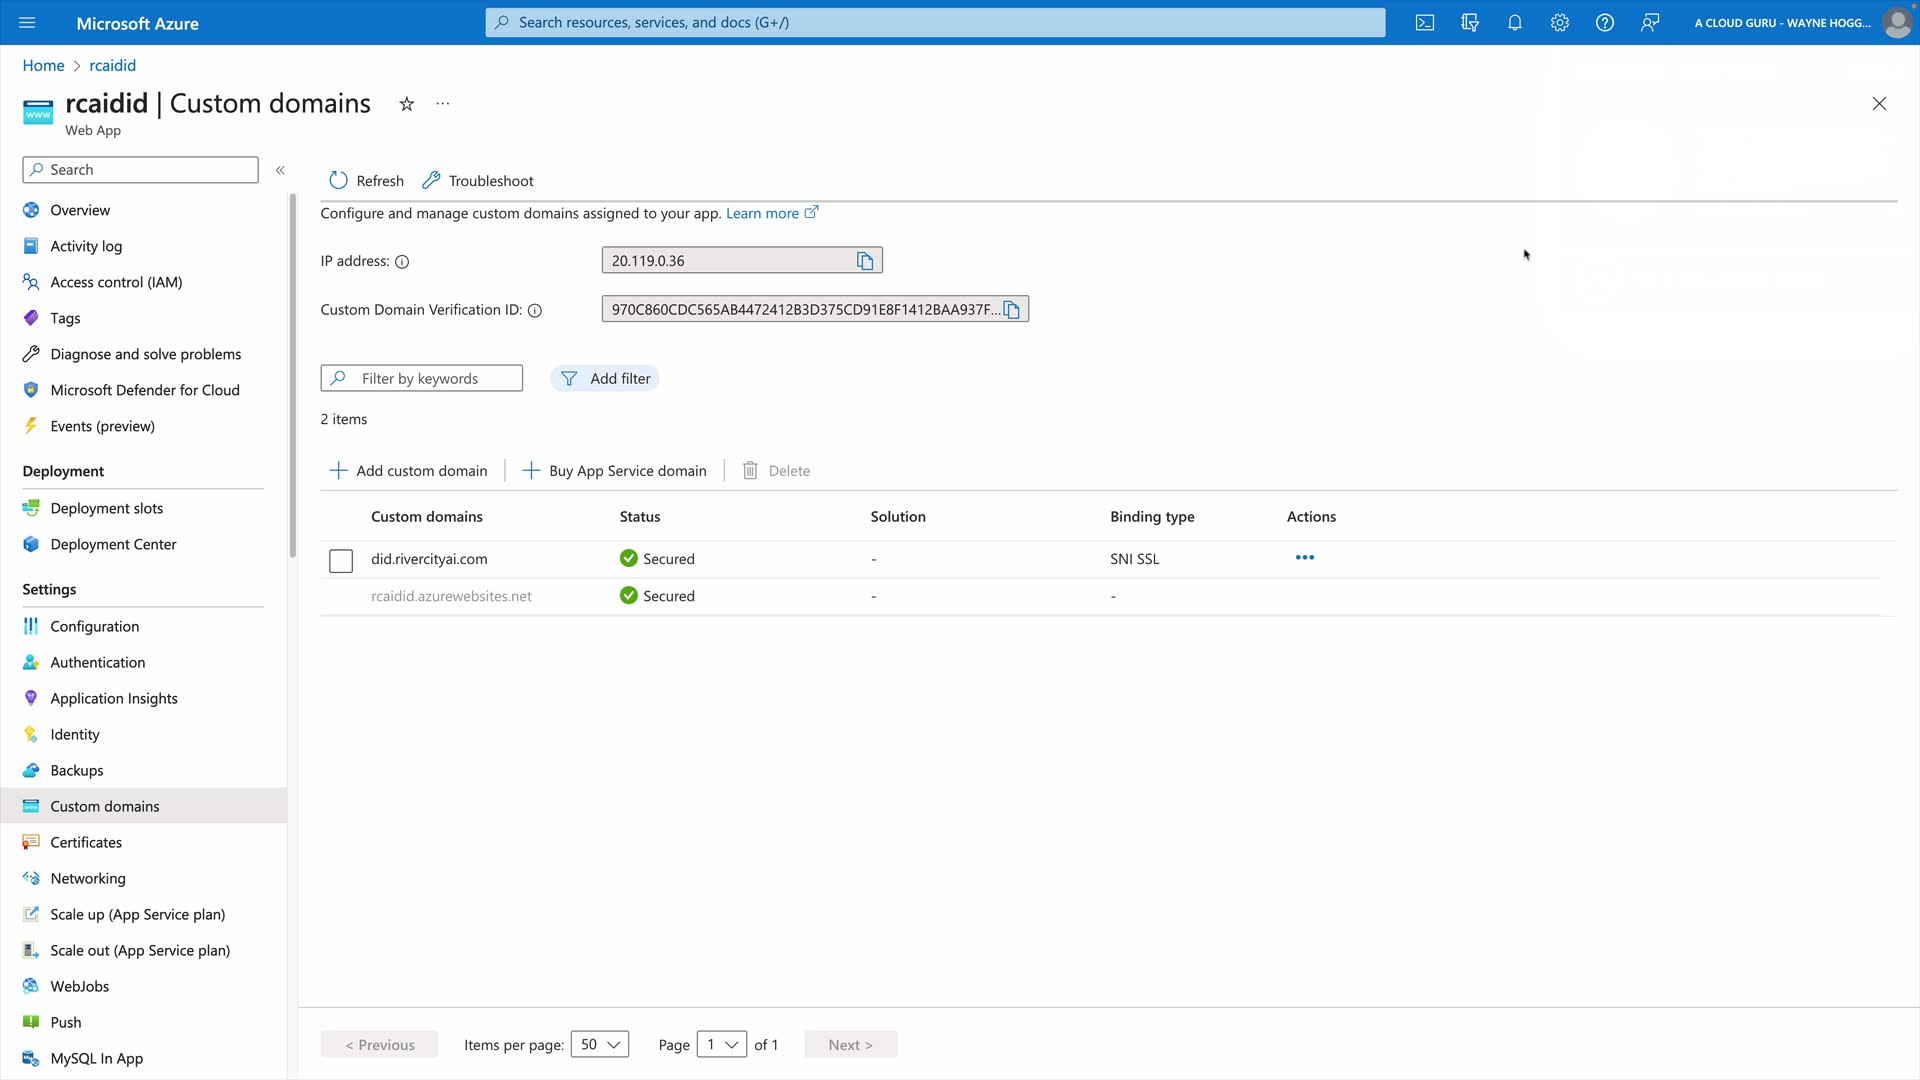 Microsoft Azure
Search resources, services, and docs (G+/)
A CLOUD GURU - WAYNE HOGG...
Home > rcaidid
www
rcaidid | Custom domains
...
Web App
Search
«
Overview
Activity log
Access control (IAM)
Tags
Diagnose and solve problems
Microsoft Defender for Cloud
Events (preview)
Deployment
Deployment slots
Deployment Center
Settings
Configuration
Authentication
Application Insights
Identity
Backups
Custom domains
Certificates
Networking
Scale up (App Service plan)
Scale out (App Service plan)
WebJobs
Push
MySQL In App
Refresh
Troubleshoot
Configure and manage custom domains assigned to your app. Learn more
IP address:
20.119.0.36
Custom Domain Verification ID:
970C860CDC565AB4472412B3D375CD91E8F1412BAA937F...
Filter by keywords
Add filter
2 items
Add custom domain
Buy App Service domain
Delete
Custom domains Status Solution Binding type Actions
did.rivercityai.com Secured - SNI SSL •••
rcaidid.azurewebsites.net Secured - -
< Previous
Items per page: 50
Page 1 of 1
Next >